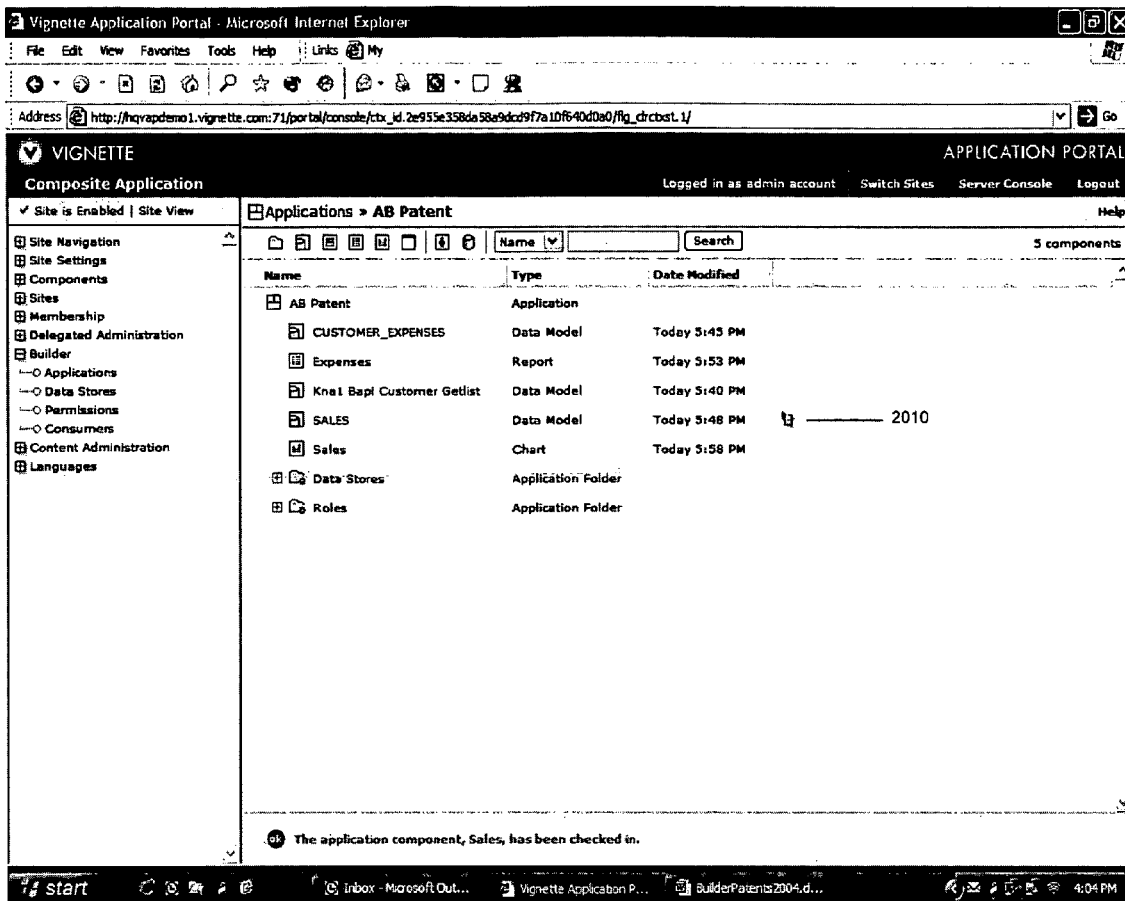 Vignette Application Portal - Microsoft Internet Explorer
File Edit View Favorites Tools Help Links My
Address http://hqvapdemo1.vignette.com:71/portal/console/ctx_id.2e955e358da58a9dcd9f7a10f640d0a0/flg_drctxst.1/ Go
VIGNETTE APPLICATION PORTAL
Composite Application Logged in as admin account Switch Sites Server Console Logout
✓ Site is Enabled | Site View Applications » AB Patent Help
Name Search 5 components
Site Navigation
Site Settings
Components
Sites
Membership
Delegated Administration
Builder
Applications
Data Stores
Permissions
Consumers
Content Administration
Languages
Name Type Date Modified
AB Patent Application
CUSTOMER_EXPENSES Data Model Today 5:45 PM
Expenses Report Today 5:53 PM
Kna1 Bapi Customer Getlist Data Model Today 5:40 PM
SALES Data Model Today 5:48 PM 2010
Sales Chart Today 5:58 PM
Data Stores Application Folder
Roles Application Folder
ok The application component, Sales, has been checked in.
start Inbox - Microsoft Out... Vignette Application P... BuilderPatents2004.d... 4:04 PM